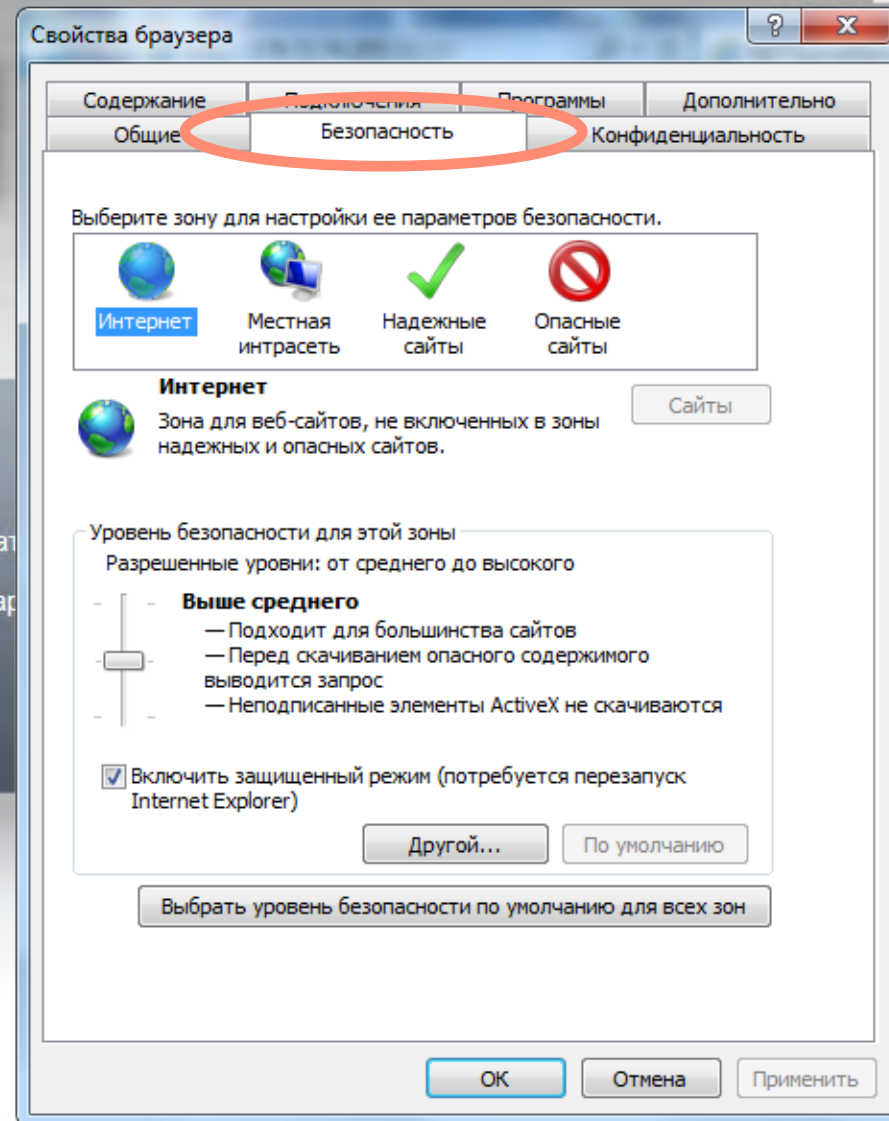 Свойства браузера
Содержание Подключения Программы Дополнительно
Общие Безопасность Конфиденциальность
Выберите зону для настройки ее параметров безопасности.
Интернет Местная интрасеть Надежные сайты Опасные сайты
Интернет
Сайты
Зона для веб-сайтов, не включенных в зоны
надежных и опасных сайтов.
Уровень безопасности для этой зоны
Разрешенные уровни: от среднего до высокого
Выше среднего
— Подходит для большинства сайтов
— Перед скачиванием опасного содержимого
выводится запрос
— Неподписанные элементы ActiveX не скачиваются
Включить защищенный режим (потребуется перезапуск
Internet Explorer)
Другой... По умолчанию
Выбрать уровень безопасности по умолчанию для всех зон
ОК Отмена Применить